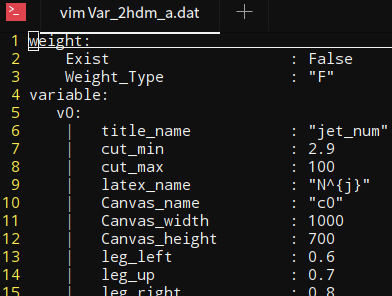 vim Var_2hdm_a.dat
1 weight:
2 Exist : False
3 Weight_Type : "F"
4 variable:
5 v0:
6 | title_name : "jet_num"
7 | cut_min : 2.9
8 | cut_max : 100
9 | latex_name : "N^{j}"
10 | Canvas_name : "c0"
11 | Canvas_width : 1000
12 | Canvas_height : 700
13 | leg_left : 0.6
14 | leg_up : 0.7
15 | leg_right : 0.8